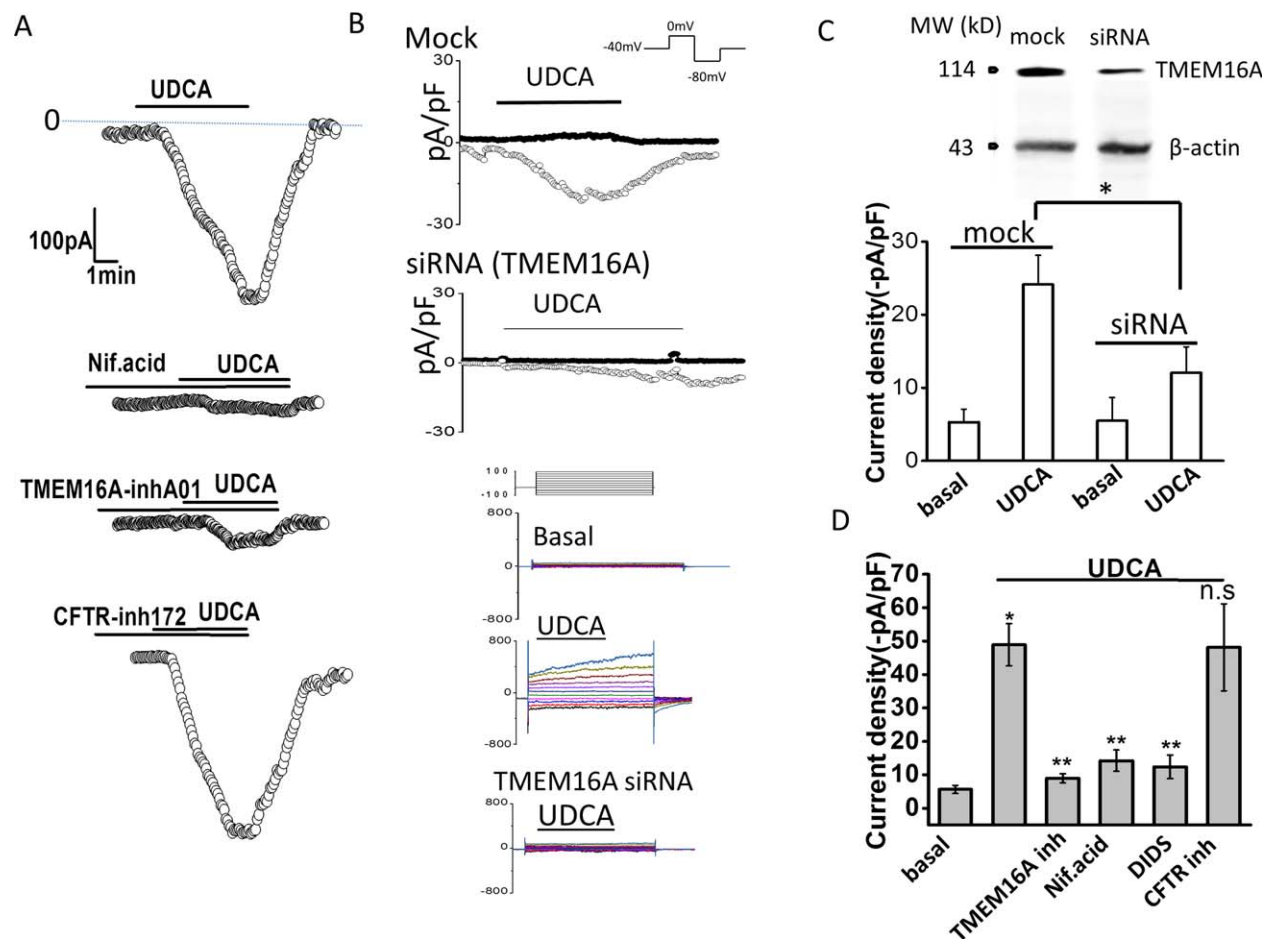 A
UDCA
0
100pA
1min
Nif.acid
UDCA
TMEM16A-inhA01
UDCA
CFTR-inh172
UDCA
B
Mock
0mV
-40mV
-80mV
30
UDCA
pA/pF
0
-30
siRNA (TMEM16A)
30
UDCA
pA/pF
0
-30
100
-100
800
Basal
0
-800
800
UDCA
0
-800
TMEM16A siRNA
800
UDCA
0
-800
C
MW (kD)
mock
siRNA
114
TMEM16A
43
β-actin
*
Current density(-pA/pF)
30
mock
20
siRNA
10
0
basal
UDCA
basal
UDCA
D
Current density(-pA/pF)
70
UDCA
60
n.s
50
*
40
30
20
**
**
**
10
0
basal
TMEM16A inh
Nif.acid
DIDS
CFTR inh